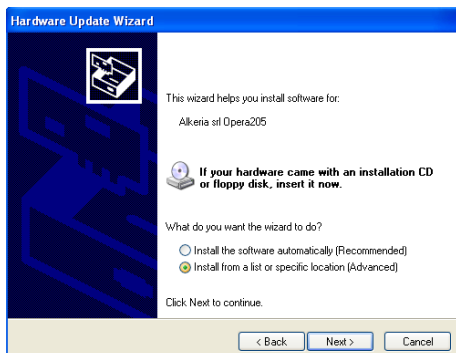 Hardware Update Wizard
This wizard helps you install software for:
Alkeria srl Opera205
If your hardware came with an installation CD
or floppy disk, insert it now.
What do you want the wizard to do?
Install the software automatically (Recommended)
Install from a list or specific location (Advanced)
Click Next to continue.
< Back Next > Cancel